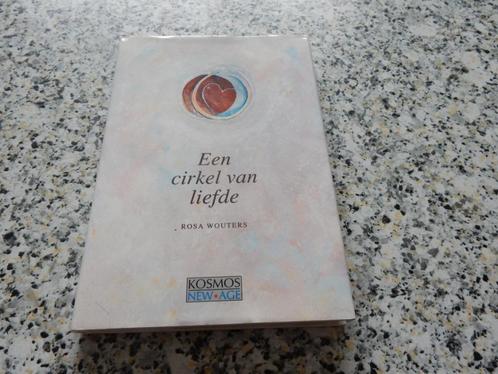 Een
cirkel van
liefde
ROSA WOUTERS
KOSMOS
NEW•AGE